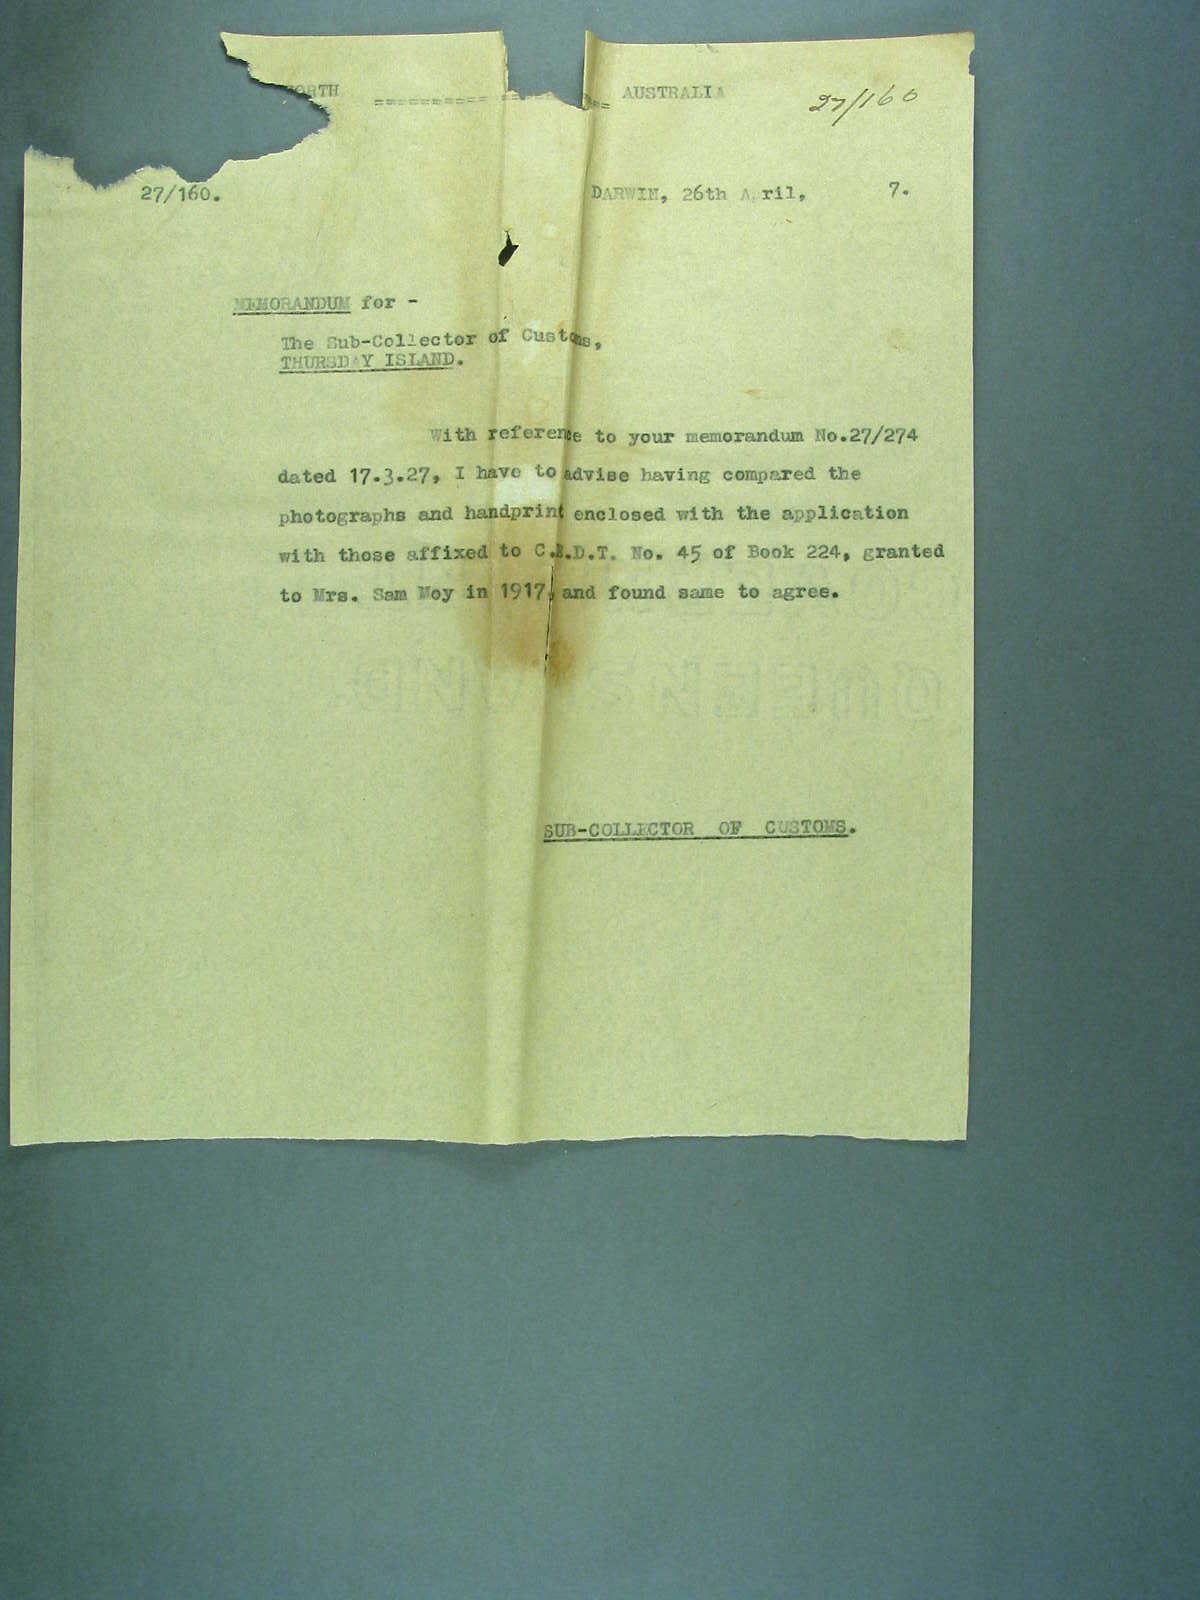 NORTH ========== ========== AUSTRALIA
27/160
27/160. DARWIN, 26th April, 7.
MEMORANDUM for -
The Sub-Collector of Customs,
THURSDAY ISLAND.
With reference to your memorandum No.27/274
dated 17.3.27, I have to advise having compared the
photographs and handprint enclosed with the application
with those affixed to C.E.D.T. No. 45 of Book 224, granted
to Mrs. Sam Moy in 1917, and found same to agree.
SUB-COLLECTOR OF CUSTOMS.